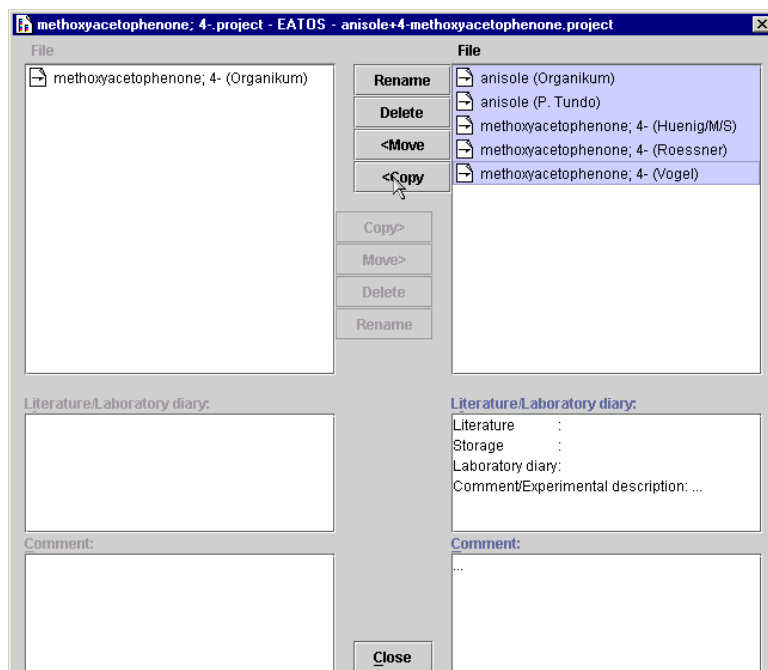 methoxyacetophenone; 4-.project - EATOS - anisole+4-methoxyacetophenone.project
File
methoxyacetophenone; 4- (Organikum)
Rename
Delete
<Move
<Copy
Copy>
Move>
Delete
Rename
File
anisole (Organikum)
anisole (P. Tundo)
methoxyacetophenone; 4- (Huenig/M/S)
methoxyacetophenone; 4- (Roessner)
methoxyacetophenone; 4- (Vogel)
Literature/Laboratory diary:
Literature/Laboratory diary:
Literature :
Storage :
Laboratory diary:
Comment/Experimental description: ...
Comment:
Comment:
...
Close